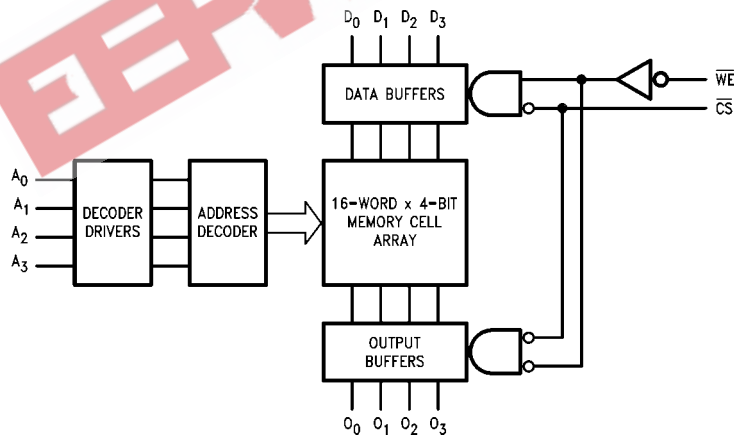 D0 D1 D2 D3
DATA BUFFERS
WE
CS
A0
A1
A2
A3
DECODER
DRIVERS
ADDRESS
DECODER
16-WORD x 4-BIT
MEMORY CELL
ARRAY
OUTPUT
BUFFERS
O0 O1 O2 O3